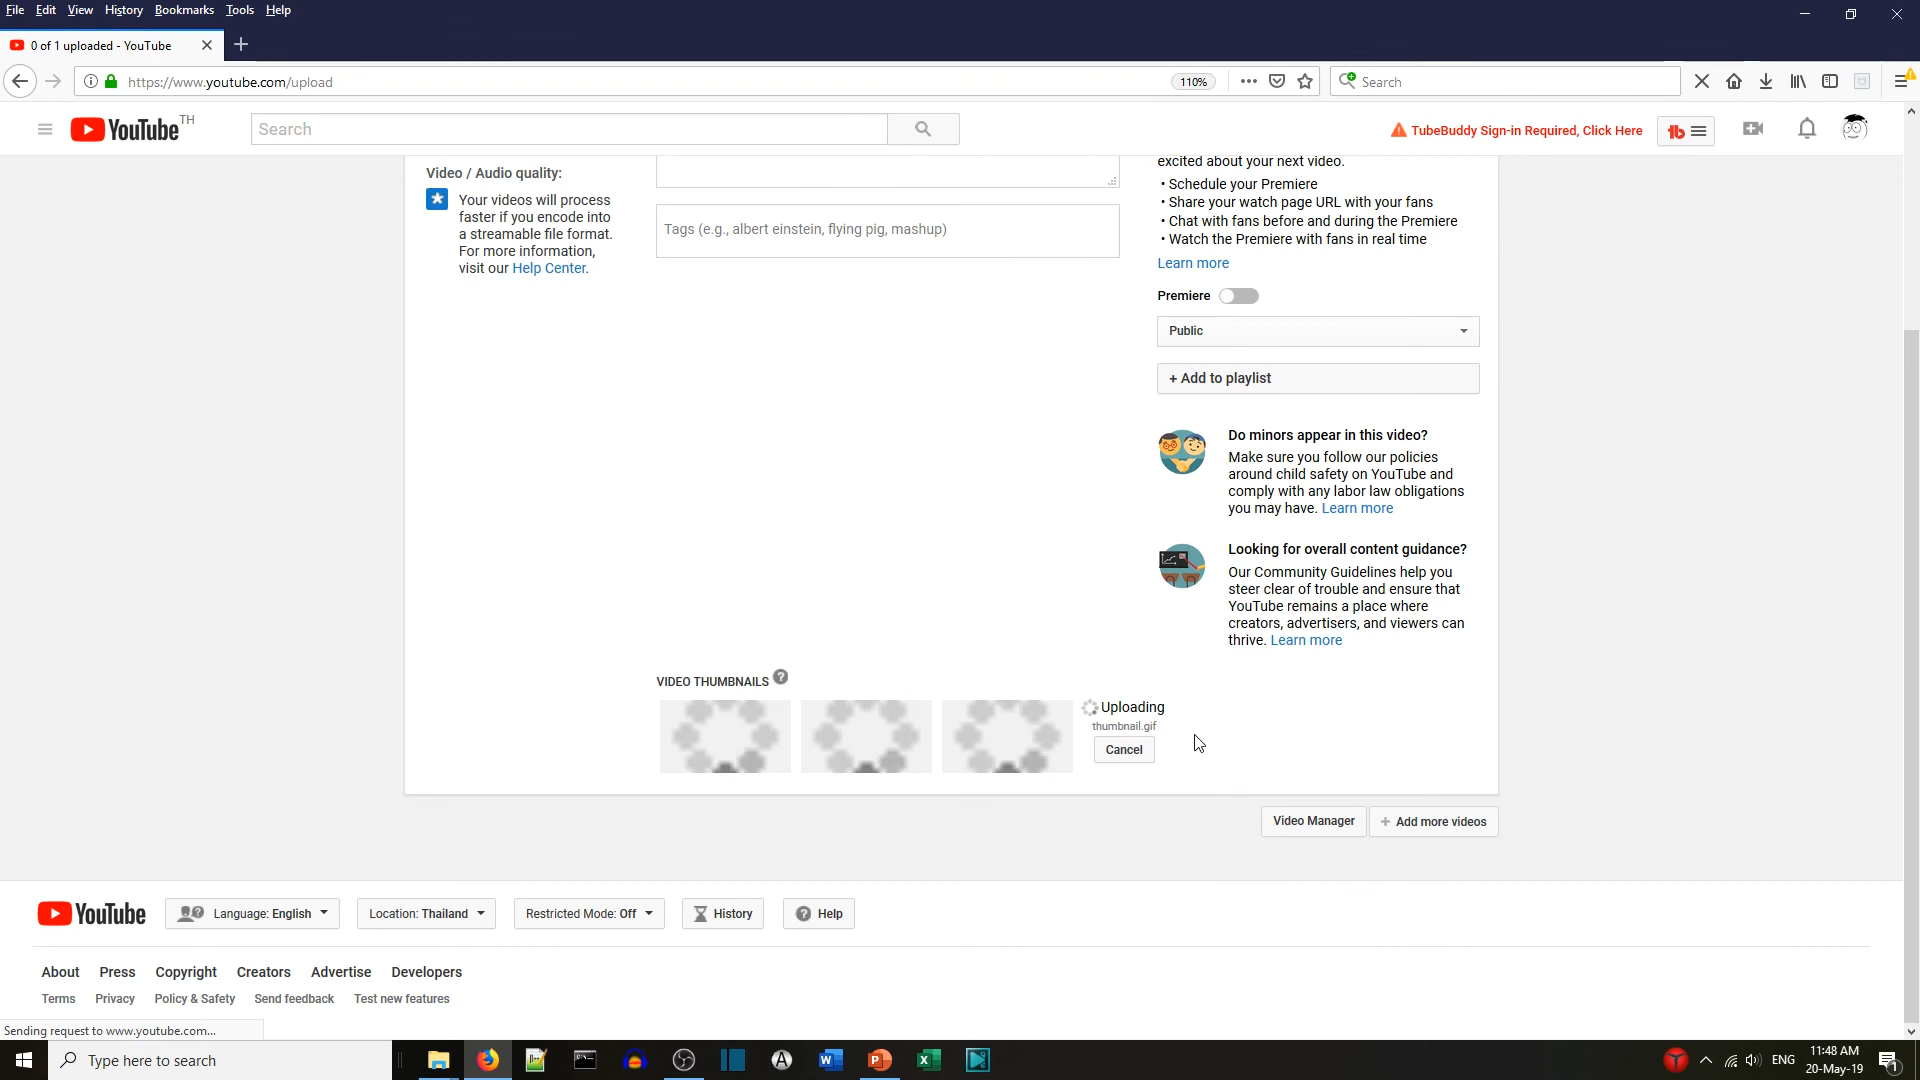 File Edit View History Bookmarks Tools Help
0 of 1 uploaded - YouTube
https://www.youtube.com/upload
110%
Search
YouTube TH
Search
TubeBuddy Sign-in Required, Click Here
Video / Audio quality:
Your videos will process
faster if you encode into
a streamable file format.
For more information,
visit our Help Center.
Tags (e.g., albert einstein, flying pig, mashup)
excited about your next video.
• Schedule your Premiere
• Share your watch page URL with your fans
• Chat with fans before and during the Premiere
• Watch the Premiere with fans in real time
Learn more
Premiere
Public
+ Add to playlist
Do minors appear in this video?
Make sure you follow our policies
around child safety on YouTube and
comply with any labor law obligations
you may have. Learn more
Looking for overall content guidance?
Our Community Guidelines help you
steer clear of trouble and ensure that
YouTube remains a place where
creators, advertisers, and viewers can
thrive. Learn more
VIDEO THUMBNAILS ?
Uploading
thumbnail.gif
Cancel
Video Manager + Add more videos
YouTube Language: English Location: Thailand Restricted Mode: Off History Help
About Press Copyright Creators Advertise Developers
Terms Privacy Policy & Safety Send feedback Test new features
Sending request to www.youtube.com...
Type here to search
ENG
11:48 AM
20-May-19
1